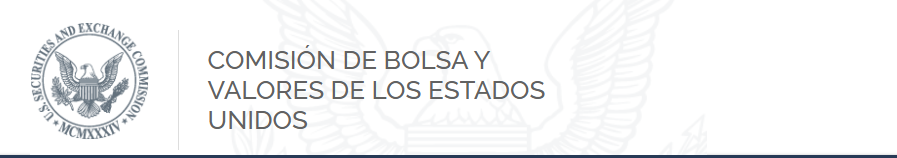 U.S. SECURITIES AND EXCHANGE COMMISSION
MCMXXXIV
COMISIÓN DE BOLSA Y
VALORES DE LOS ESTADOS
UNIDOS